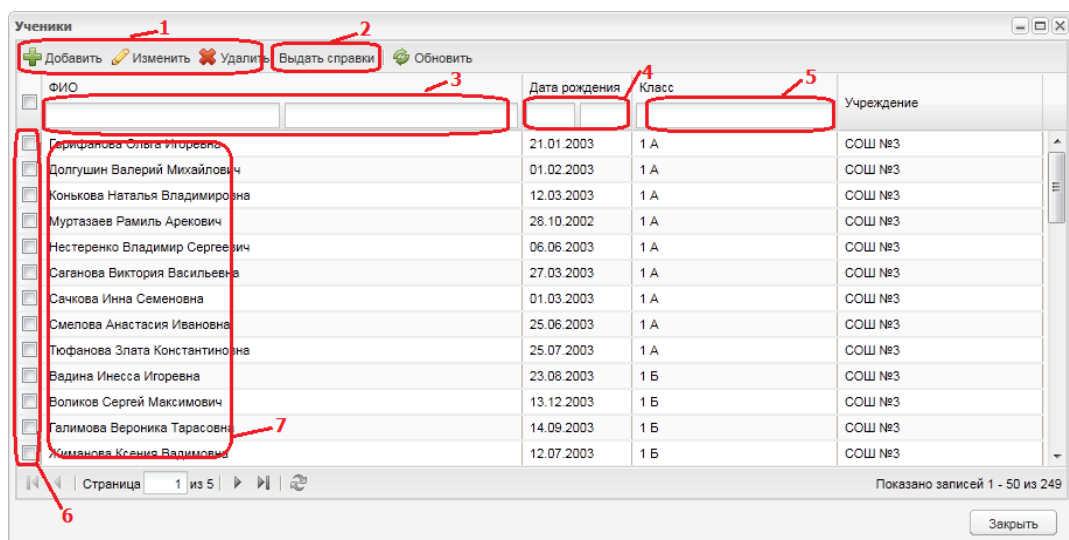 Ученики
1 2
Добавить Изменить Удалить Выдать справки Обновить
3 4 5
ФИО Дата рождения Класс Учреждение
Гарифанова Ольга Игоревна 21.01.2003 1 А СОШ №3
Долгушин Валерий Михайлович 01.02.2003 1 А СОШ №3
Конькова Наталья Владимировна 12.03.2003 1 А СОШ №3
Муртазаев Рамиль Арекович 28.10.2002 1 А СОШ №3
Нестеренко Владимир Сергеевич 06.06.2003 1 А СОШ №3
Саганова Виктория Васильевна 27.03.2003 1 А СОШ №3
Сачкова Инна Семеновна 01.03.2003 1 А СОШ №3
Смелова Анастасия Ивановна 25.06.2003 1 А СОШ №3
Тюфанова Злата Константиновна 25.07.2003 1 А СОШ №3
Вадина Инесса Игоревна 23.08.2003 1 Б СОШ №3
Воликов Сергей Максимович 13.12.2003 1 Б СОШ №3
Галимова Вероника Тарасовна 14.09.2003 1 Б СОШ №3
7
Жиманова Ксения Вадимовна 12.07.2003 1 Б СОШ №3
Страница 1 из 5 Показано записей 1 - 50 из 249
6
Закрыть